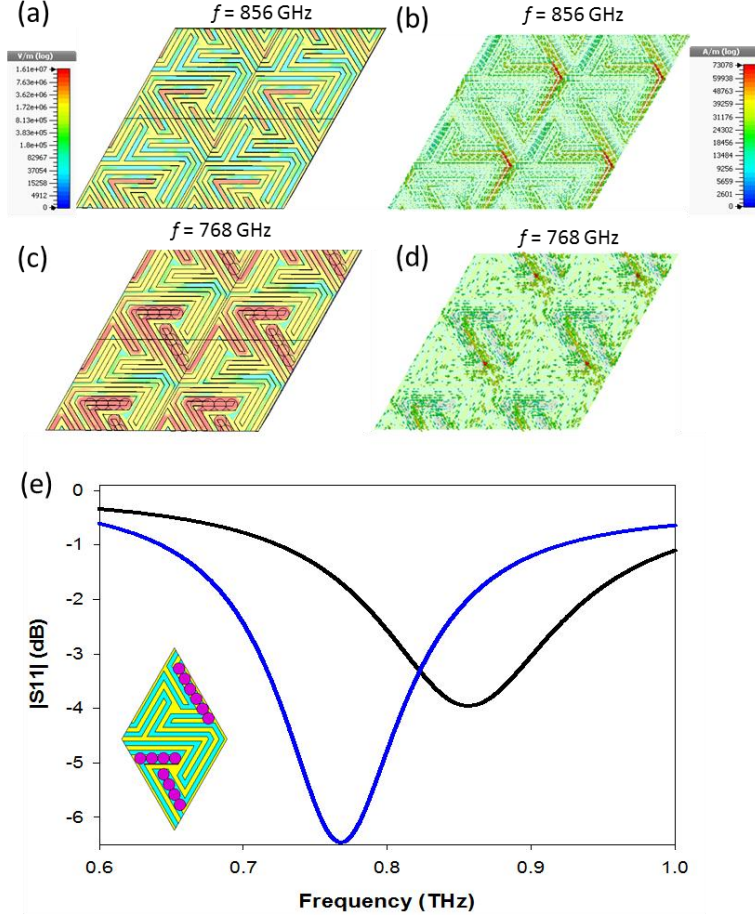 (a)
f = 856 GHz
(b)
f = 856 GHz
V/m (log)
1.61e+07
7.63e+06
3.62e+06
1.72e+06
8.13e+05
3.83e+05
1.8e+05
82967
37054
15258
4912
0
A/m (log)
73078
59938
48763
39260
31176
24302
18456
13484
9256
5659
2601
0
(c)
f = 768 GHz
(d)
f = 768 GHz
(e)
0
-1
-2
-3
-4
-5
-6
|S11| (dB)
0.6 0.7 0.8 0.9 1.0
Frequency (THz)